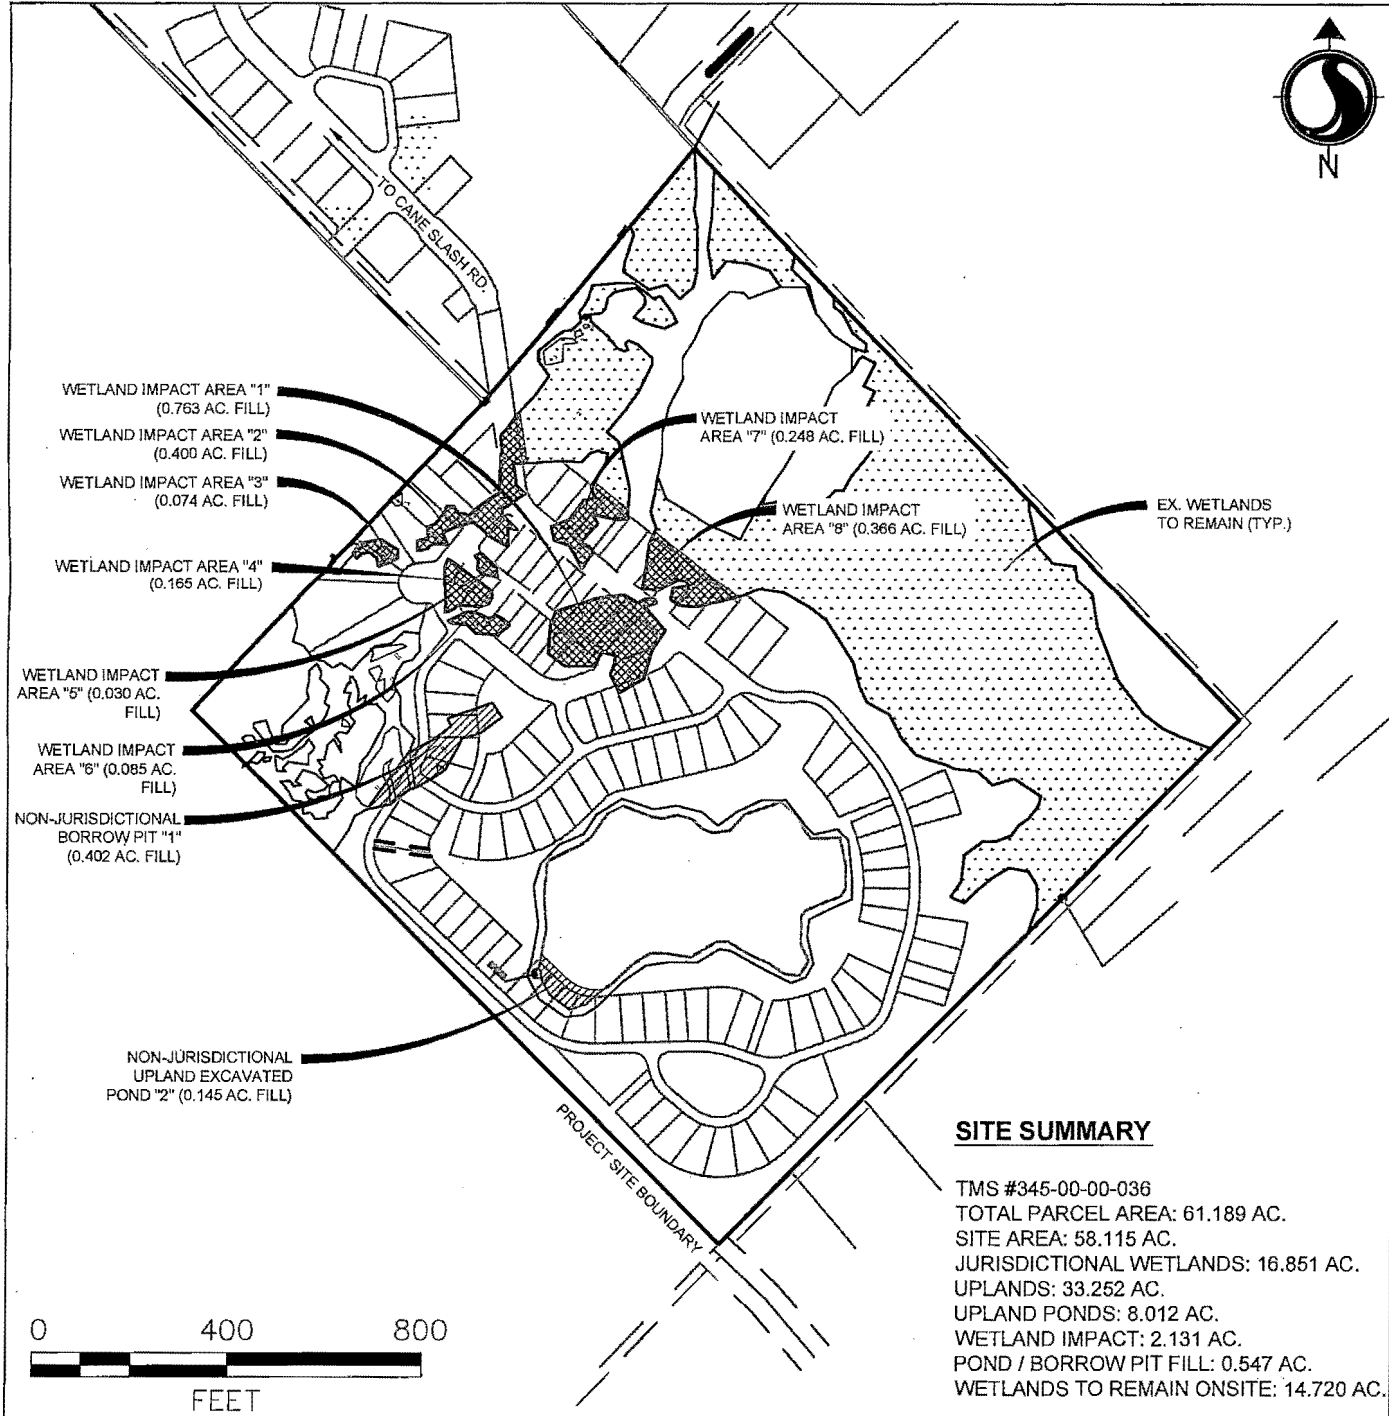 N
TO CANE SLASH RD.
WETLAND IMPACT AREA "1"
(0.763 AC. FILL)
WETLAND IMPACT AREA "2"
(0.400 AC. FILL)
WETLAND IMPACT AREA "3"
(0.074 AC. FILL)
WETLAND IMPACT AREA "4"
(0.165 AC. FILL)
WETLAND IMPACT
AREA "5" (0.030 AC.
FILL)
WETLAND IMPACT
AREA "6" (0.085 AC.
FILL)
NON-JURISDICTIONAL
BORROW PIT "1"
(0.402 AC. FILL)
WETLAND IMPACT
AREA "7" (0.248 AC. FILL)
WETLAND IMPACT
AREA "8" (0.366 AC. FILL)
EX. WETLANDS
TO REMAIN (TYP.)
NON-JURISDICTIONAL
UPLAND EXCAVATED
POND "2" (0.145 AC. FILL)
PROJECT SITE BOUNDARY
SITE SUMMARY
TMS #345-00-00-036
TOTAL PARCEL AREA: 61.189 AC.
SITE AREA: 58.115 AC.
JURISDICTIONAL WETLANDS: 16.851 AC.
UPLANDS: 33.252 AC.
UPLAND PONDS: 8.012 AC.
WETLAND IMPACT: 2.131 AC.
POND / BORROW PIT FILL: 0.547 AC.
WETLANDS TO REMAIN ONSITE: 14.720 AC.
0 400 800
FEET